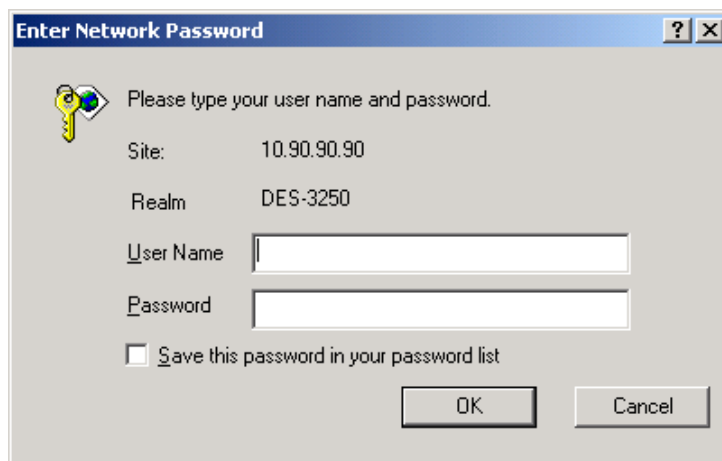 Enter Network Password
Please type your user name and password.
Site: 10.90.90.90
Realm DES-3250
User Name
Password
Save this password in your password list
OK Cancel